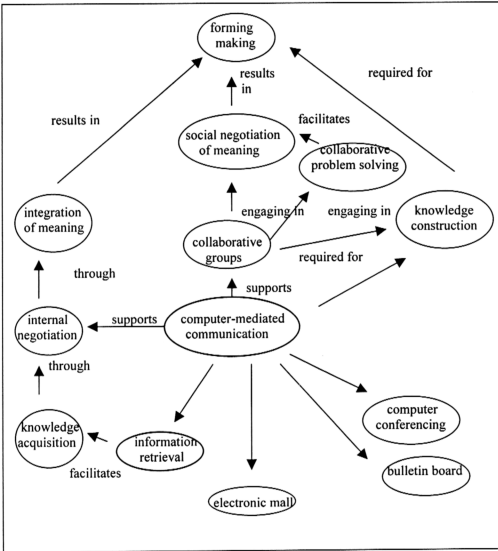 forming
making
results
in
required for
facilitates
results in
social negotiation
of meaning
collaborative
problem solving
integration
of meaning
engaging in
engaging in
knowledge
construction
collaborative
groups
required for
through
supports
internal
negotiation
supports
computer-mediated
communication
through
computer
conferencing
knowledge
acquisition
information
retrieval
facilitates
bulletin board
electronic mall